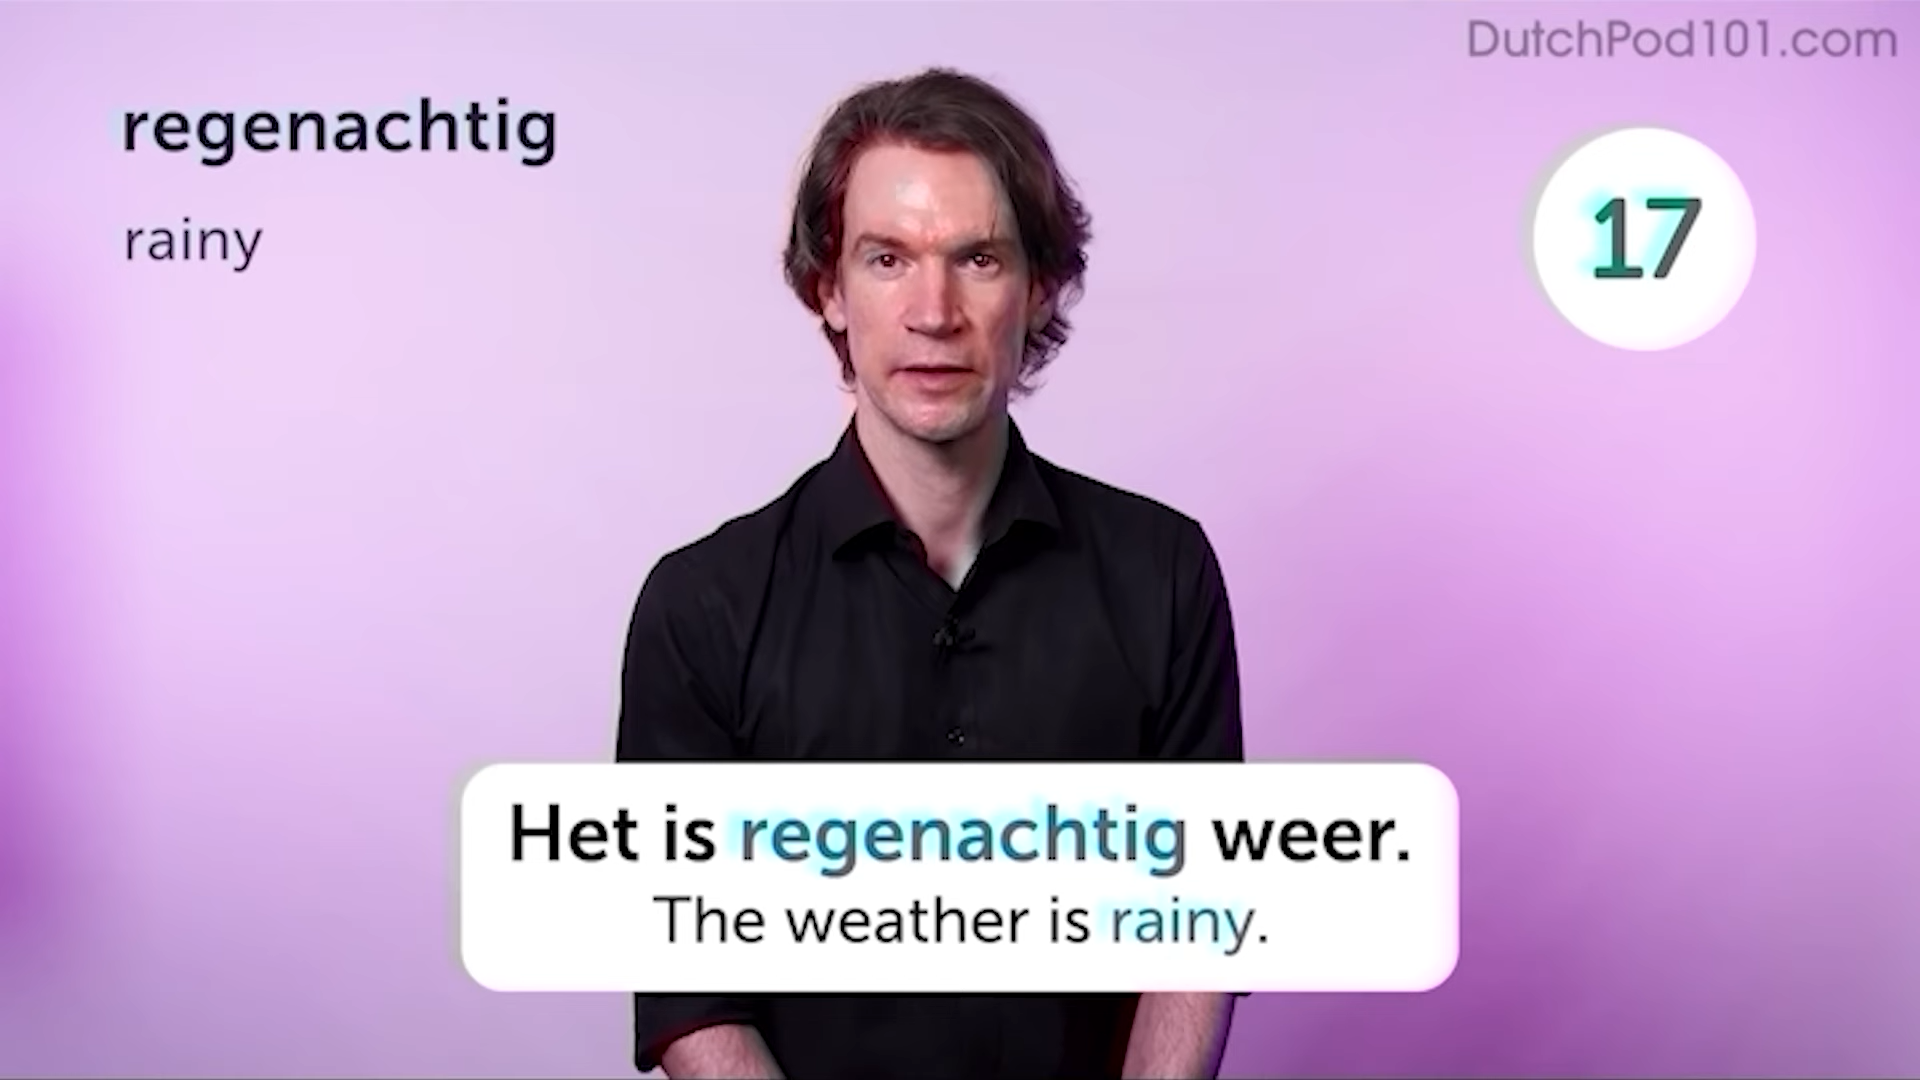 DutchPod101.com
regenachtig
rainy
17
Het is regenachtig weer.
The weather is rainy.